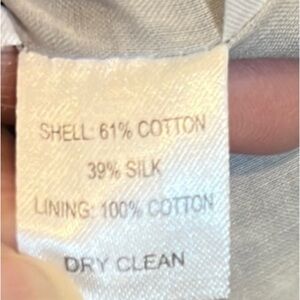 SHELL: 61% COTTON
39% SILK
LINING: 100% COTTON
DRY CLEAN